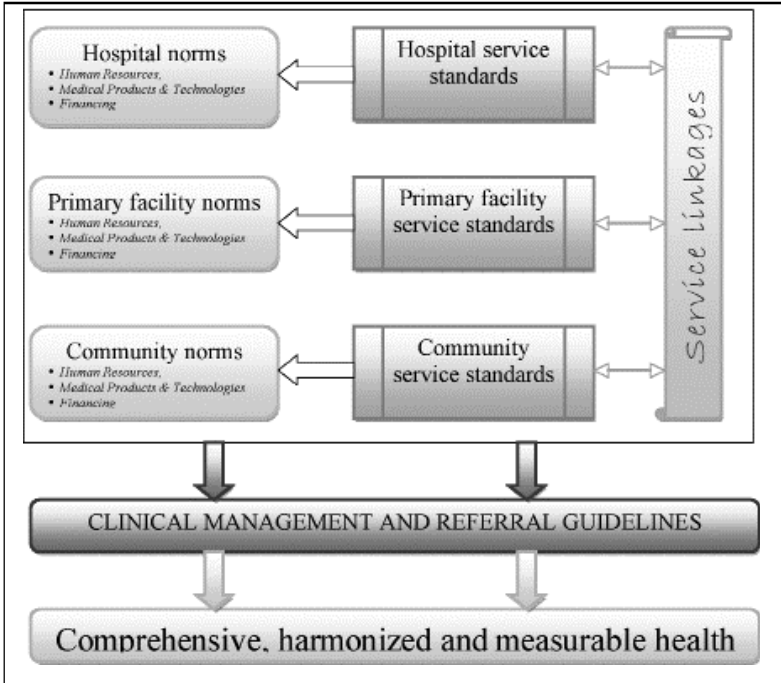 Hospital norms
• Human Resources,
• Medical Products & Technologies
• Financing
Hospital service
standards
Primary facility norms
• Human Resources,
• Medical Products & Technologies
• Financing
Primary facility
service standards
Community norms
• Human Resources,
• Medical Products & Technologies
• Financing
Community
service standards
Service linkages
CLINICAL MANAGEMENT AND REFERRAL GUIDELINES
Comprehensive, harmonized and measurable health